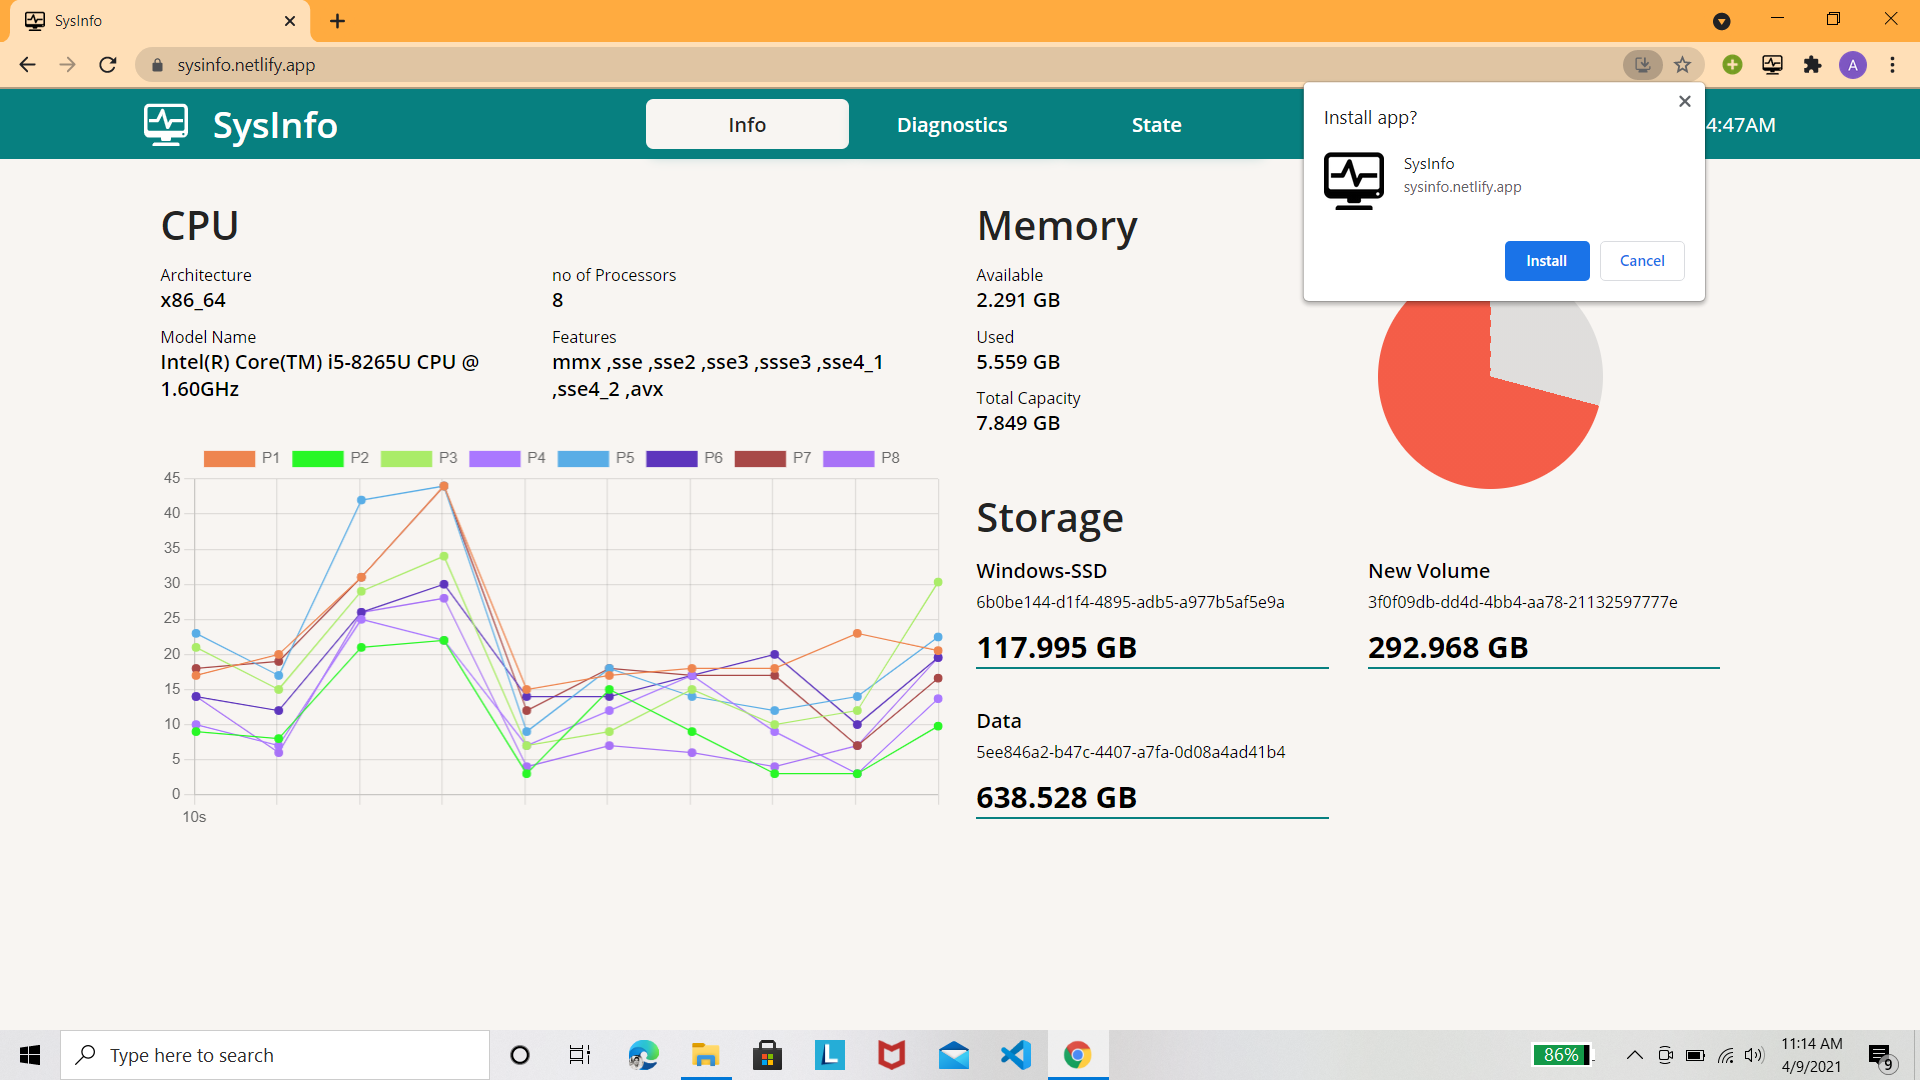 SysInfo
sysinfo.netlify.app
A
SysInfo
Info
Diagnostics
State
4:47AM
Install app?
SysInfo
sysinfo.netlify.app
Install
Cancel
CPU
Architecture
x86_64
no of Processors
8
Model Name
Intel(R) Core(TM) i5-8265U CPU @
1.60GHz
Features
mmx ,sse ,sse2 ,sse3 ,ssse3 ,sse4_1
,sse4_2 ,avx
P1 P2 P3 P4 P5 P6 P7 P8
45
40
35
30
25
20
15
10
5
0
10s
Memory
Available
2.291 GB
Used
5.559 GB
Total Capacity
7.849 GB
Storage
Windows-SSD
6b0be144-d1f4-4895-adb5-a977b5af5e9a
117.995 GB
New Volume
3f0f09db-dd4d-4bb4-aa78-21132597777e
292.968 GB
Data
5ee846a2-b47c-4407-a7fa-0d08a4ad41b4
638.528 GB
Type here to search
L
86%
11:14 AM
4/9/2021
9